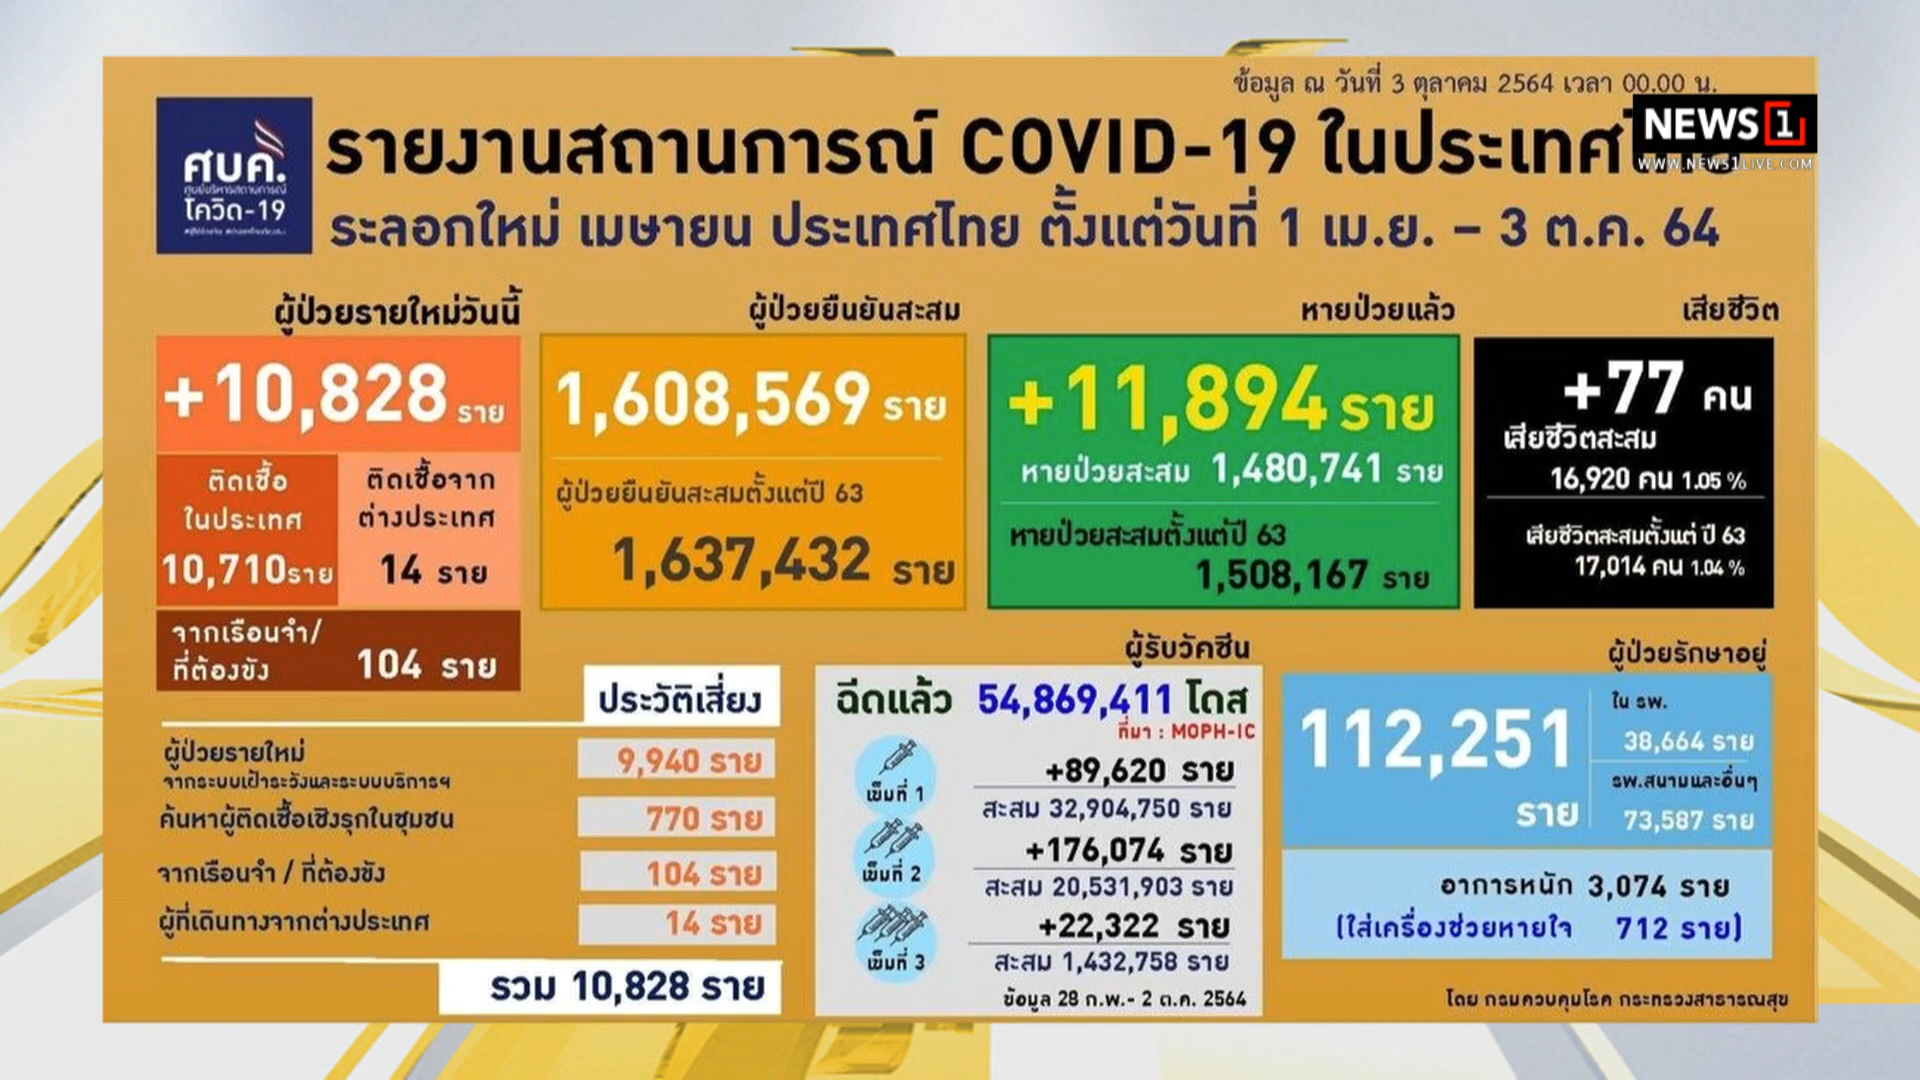 ข้อมูล ณ วันที่ 3 ตุลาคม 2564 เวลา 00.00 น.
NEWS 1
WWW.NEWS1LIVE.COM
ศบค.
ศูนย์บริหารสถานการณ์
โควิด-19
รายงานสถานการณ์ COVID-19 ในประเทศ
ระลอกใหม่ เมษายน ประเทศไทย ตั้งแต่วันที่ 1 เม.ย. – 3 ต.ค. 64
ผู้ป่วยรายใหม่วันนี้
+10,828 ราย
ติดเชื้อ
ในประเทศ
10,710 ราย
ติดเชื้อจาก
ต่างประเทศ
14 ราย
จากเรือนจำ/
ที่ต้องขัง
104 ราย
ผู้ป่วยยืนยันสะสม
1,608,569 ราย
ผู้ป่วยยืนยันสะสมตั้งแต่ปี 63
1,637,432 ราย
หายป่วยแล้ว
+11,894 ราย
หายป่วยสะสม 1,480,741 ราย
หายป่วยสะสมตั้งแต่ปี 63
1,508,167 ราย
เสียชีวิต
+77 คน
เสียชีวิตสะสม
16,920 คน 1.05 %
เสียชีวิตสะสมตั้งแต่ ปี 63
17,014 คน 1.04 %
ประวัติเสี่ยง
ผู้ป่วยรายใหม่
จากระบบเฝ้าระวังและระบบบริการฯ
9,940 ราย
ค้นหาผู้ติดเชื้อเชิงรุกในชุมชน 770 ราย
จากเรือนจำ / ที่ต้องขัง 104 ราย
ผู้ที่เดินทางจากต่างประเทศ 14 ราย
รวม 10,828 ราย
ผู้รับวัคซีน
ฉีดแล้ว 54,869,411 โดส
ที่มา : MOPH-IC
เข็มที่ 1
+89,620 ราย
สะสม 32,904,750 ราย
เข็มที่ 2
+176,074 ราย
สะสม 20,531,903 ราย
เข็มที่ 3
+22,322 ราย
สะสม 1,432,758 ราย
ข้อมูล 28 ก.พ.- 2 ต.ค. 2564
ผู้ป่วยรักษาอยู่
112,251
ราย
ใน รพ.
38,664 ราย
รพ.สนามและอื่นๆ
73,587 ราย
อาการหนัก 3,074 ราย
(ใส่เครื่องช่วยหายใจ 712 ราย)
โดย กรมควบคุมโรค กระทรวงสาธารณสุข